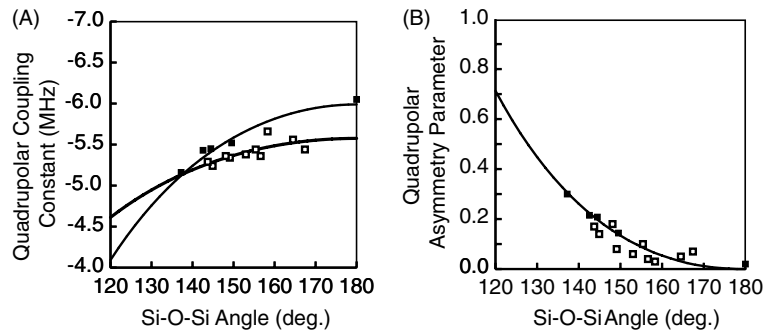 (A)
-7.0
-6.5
-6.0
-5.5
-5.0
-4.5
-4.0
Quadrupolar Coupling
Constant (MHz)
120 130 140 150 160 170 180
Si-O-Si Angle (deg.)
(B)
1.0
0.8
0.6
0.4
0.2
0.0
Quadrupolar
Asymmetry Parameter
120 130 140 150 160 170 180
Si-O-Si Angle (deg.)